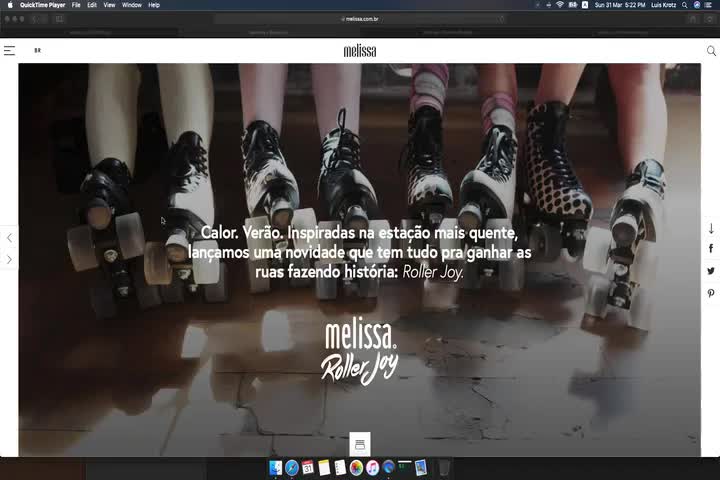 QuickTime Player File Edit View Window Help
Sun 31 Mar 5:22 PM Luis Krotz
melissa.com.br
BR
melissa
Calor. Verão. Inspiradas na estação mais quente,
lançamos uma novidade que tem tudo pra ganhar as
ruas fazendo história: Roller Joy.
melissa
Roller Joy